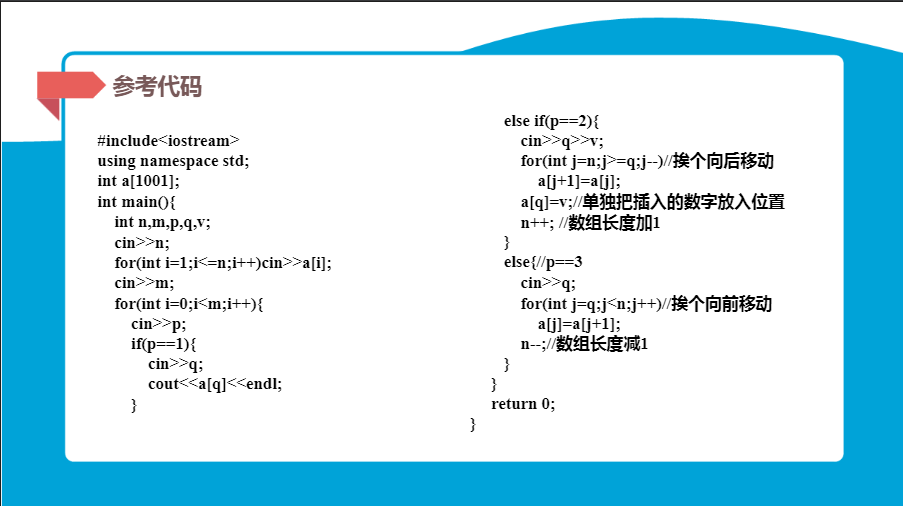 参考代码
#include<iostream>
using namespace std;
int a[1001];
int main(){
int n,m,p,q,v;
cin>>n;
for(int i=1;i<=n;i++)cin>>a[i];
cin>>m;
for(int i=0;i<m;i++){
cin>>p;
if(p==1){
cin>>q;
cout<<a[q]<<endl;
}
else if(p==2){
cin>>q>>v;
for(int j=n;j>=q;j--)//挨个向后移动
a[j+1]=a[j];
a[q]=v;//单独把插入的数字放入位置
n++; //数组长度加1
}
else{//p==3
cin>>q;
for(int j=q;j<n;j++)//挨个向前移动
a[j]=a[j+1];
n--;//数组长度减1
}
}
return 0;
}